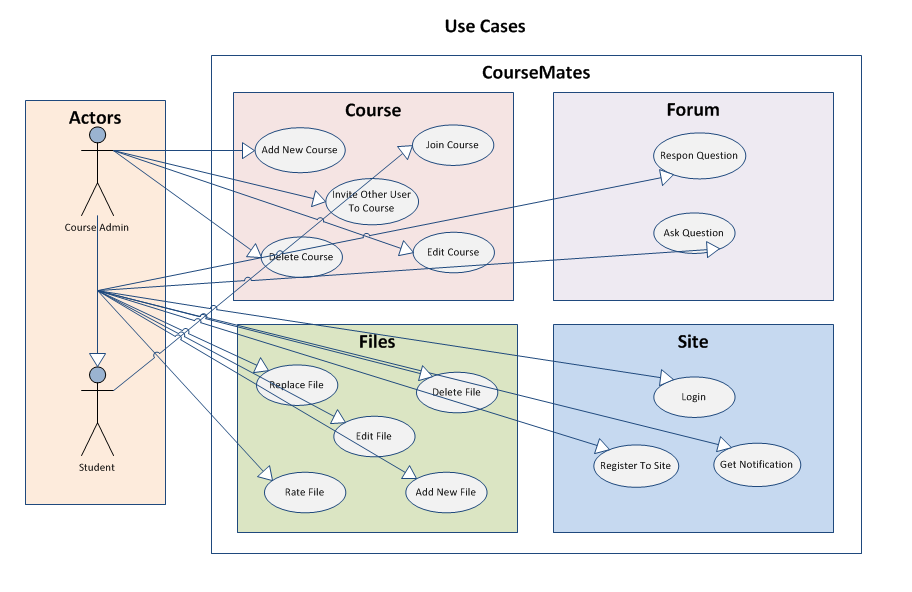 Use Cases
CourseMates
Actors
Course Admin
Student
Course
Add New Course
Join Course
Invite Other User
To Course
Delete Course
Edit Course
Forum
Respon Question
Ask Question
Files
Replace File
Delete File
Edit File
Rate File
Add New File
Site
Login
Register To Site
Get Notification